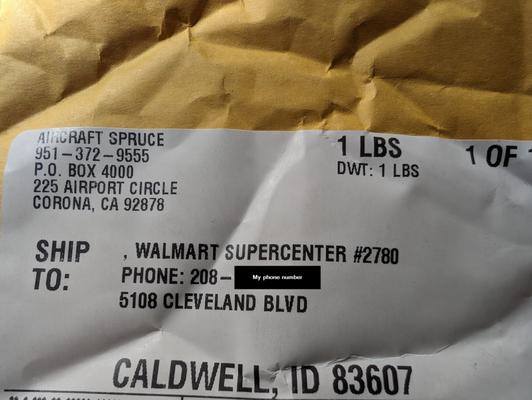 AIRCRAFT SPRUCE
951-372-9555
P.O. BOX 4000
225 AIRPORT CIRCLE
CORONA, CA 92878
1 LBS
DWT: 1 LBS
1 OF 1
SHIP TO:
, WALMART SUPERCENTER #2780
PHONE: 208- My phone number
5108 CLEVELAND BLVD
CALDWELL, ID 83607